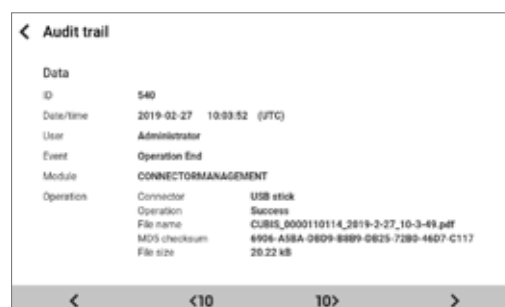 Audit trail
Data
ID 540
Date/time 2019-02-27 10:03:52 (UTC)
User Administrator
Event Operation End
Module CONNECTORMANAGEMENT
Operation Connector USB stick
Operation Success
File name CUBIS_0000110114_2019-2-27_10-3-49.pdf
MD5 checksum 6906-A5BA-D8D9-B8B9-DB25-72B0-46D7-C117
File size 20.22 kB
< <10 10> >